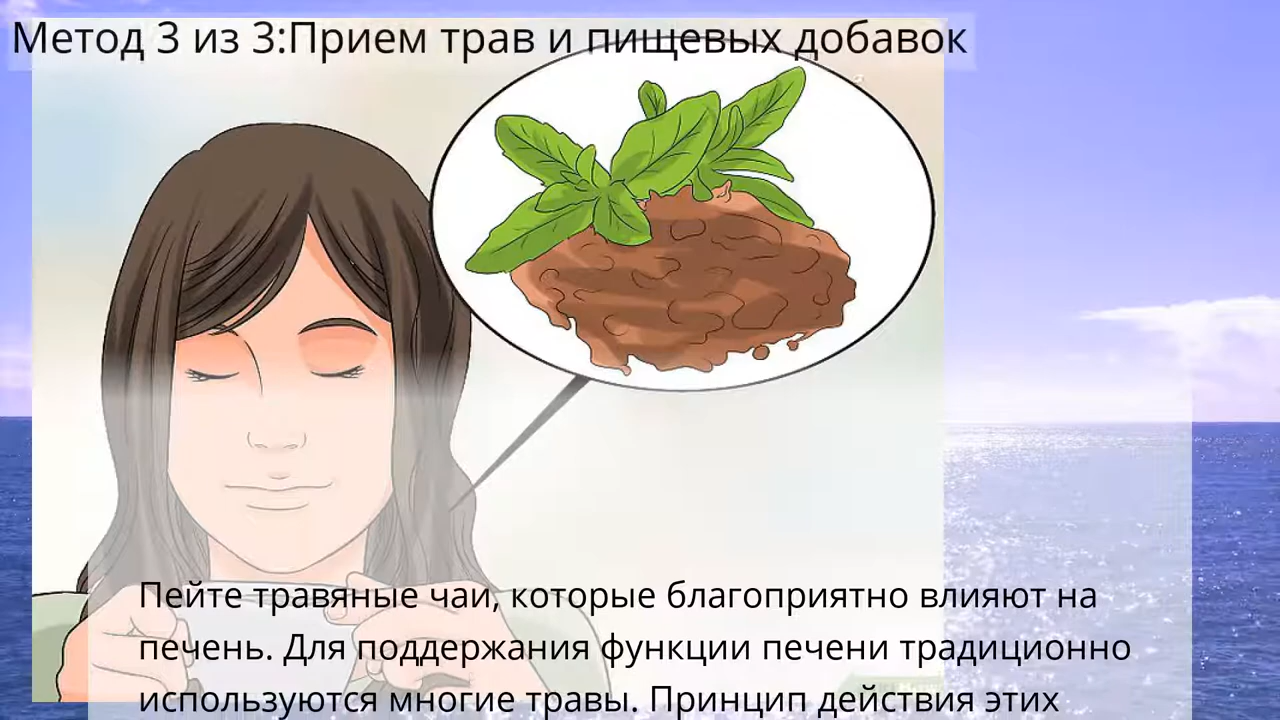 Метод 3 из 3:Прием трав и пищевых добавок
Пейте травяные чаи, которые благоприятно влияют на
печень. Для поддержания функции печени традиционно
используются многие травы. Принцип действия этих